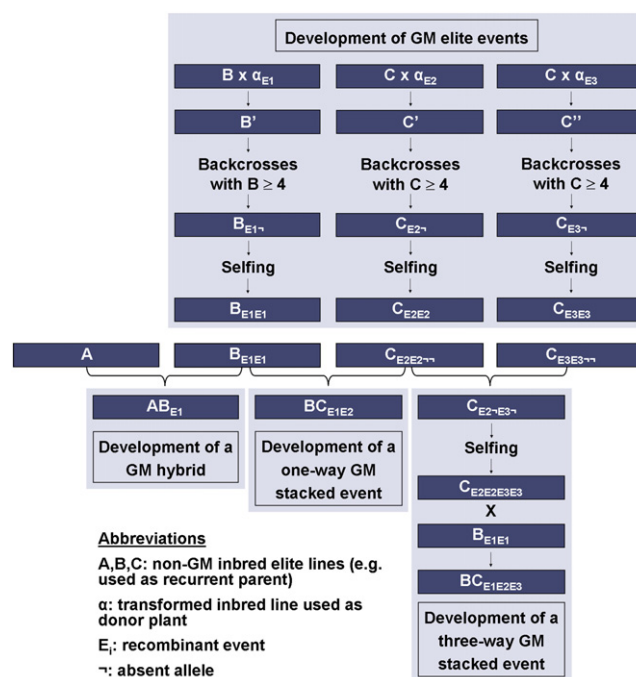 Development of GM elite events
B x αE1
C x αE2
C x αE3
B’
C’
C’’
Backcrosses
with B ≥ 4
Backcrosses
with C ≥ 4
Backcrosses
with C ≥ 4
BE1¬
CE2¬
CE3¬
Selfing
Selfing
Selfing
BE1E1
CE2E2
CE3E3
A
BE1E1
CE2E2¬¬
CE3E3¬¬
ABE1
Development of a
GM hybrid
BCE1E2
Development of a
one-way GM
stacked event
CE2¬E3¬
Selfing
CE2E2E3E3
X
BE1E1
BCE1E2E3
Development of a
three-way GM
stacked event
Abbreviations
A,B,C: non-GM inbred elite lines (e.g.
used as recurrent parent)
α: transformed inbred line used as
donor plant
Ei: recombinant event
¬: absent allele